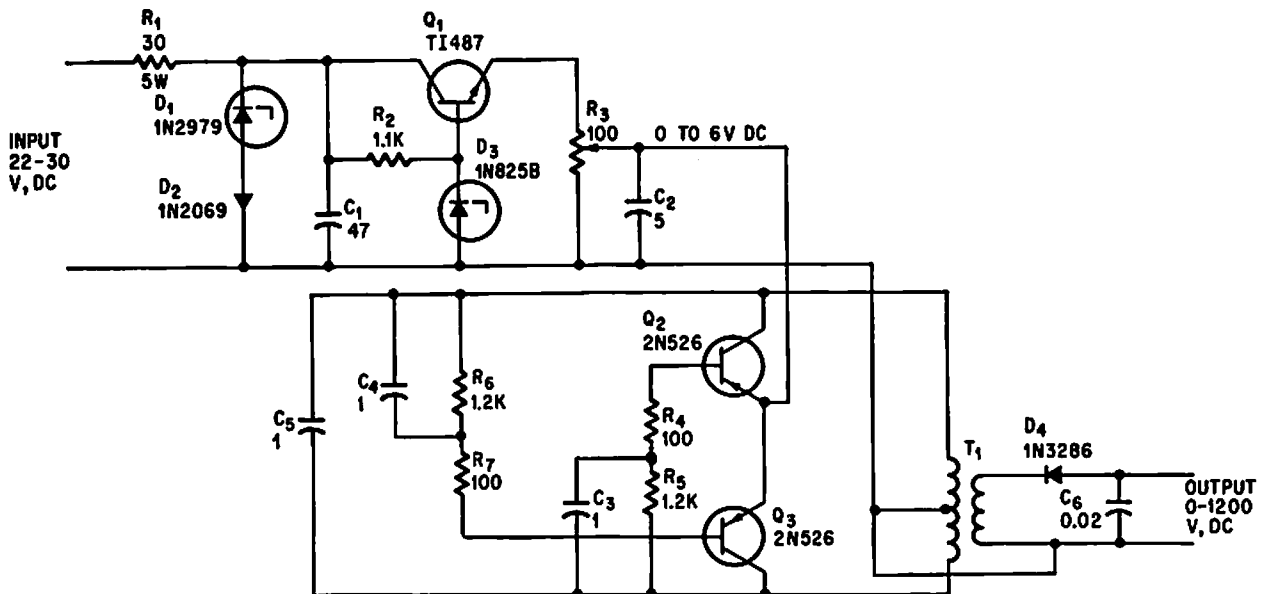 R1
30
5W
Q1
TI487
D1
1N2979
INPUT
22-30
V, DC
D2
1N2069
R2
1.1K
C1
47
D3
1N825B
R3
100
0 TO 6V DC
C2
5
Q2
2N526
C4
1
R6
1.2K
C5
1
R7
100
R4
100
R5
1.2K
C3
1
Q3
2N526
T1
D4
1N3286
C6
0.02
OUTPUT
0-1200
V, DC